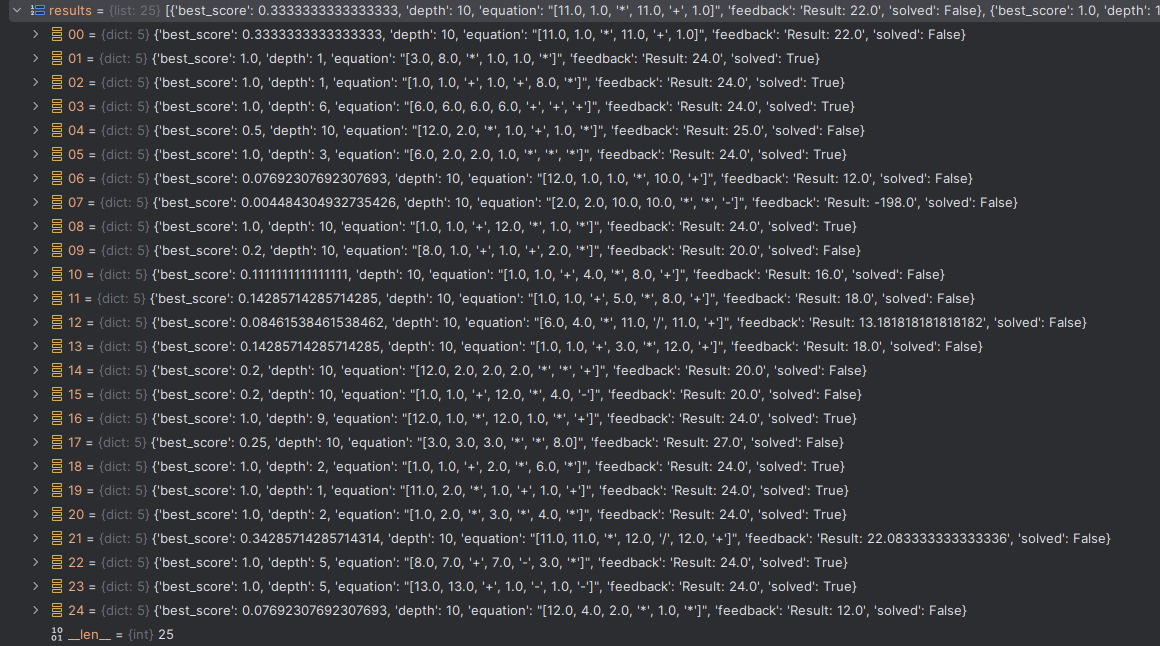 results = {list: 25} [{'best_score': 0.3333333333333333, 'depth': 10, 'equation': "[11.0, 1.0, '*', 11.0, '+', 1.0]", 'feedback': 'Result: 22.0', 'solved': False}, {'best_score': 1.0, 'depth': 1,
00 = {dict: 5} {'best_score': 0.3333333333333333, 'depth': 10, 'equation': "[11.0, 1.0, '*', 11.0, '+', 1.0]", 'feedback': 'Result: 22.0', 'solved': False}
01 = {dict: 5} {'best_score': 1.0, 'depth': 1, 'equation': "[3.0, 8.0, '*', 1.0, 1.0, '*']", 'feedback': 'Result: 24.0', 'solved': True}
02 = {dict: 5} {'best_score': 1.0, 'depth': 1, 'equation': "[1.0, 1.0, '+', 1.0, '+', 8.0, '*']", 'feedback': 'Result: 24.0', 'solved': True}
03 = {dict: 5} {'best_score': 1.0, 'depth': 6, 'equation': "[6.0, 6.0, 6.0, 6.0, '+', '+', '+']", 'feedback': 'Result: 24.0', 'solved': True}
04 = {dict: 5} {'best_score': 0.5, 'depth': 10, 'equation': "[12.0, 2.0, '*', 1.0, '+', 1.0, '*']", 'feedback': 'Result: 25.0', 'solved': False}
05 = {dict: 5} {'best_score': 1.0, 'depth': 3, 'equation': "[6.0, 2.0, 2.0, 1.0, '*', '*', '*']", 'feedback': 'Result: 24.0', 'solved': True}
06 = {dict: 5} {'best_score': 0.07692307692307693, 'depth': 10, 'equation': "[12.0, 1.0, 1.0, '*', 10.0, '+']", 'feedback': 'Result: 12.0', 'solved': False}
07 = {dict: 5} {'best_score': 0.004484304932735426, 'depth': 10, 'equation': "[2.0, 2.0, 10.0, 10.0, '*', '*', '-']", 'feedback': 'Result: -198.0', 'solved': False}
08 = {dict: 5} {'best_score': 1.0, 'depth': 10, 'equation': "[1.0, 1.0, '+', 12.0, '*', 1.0, '*']", 'feedback': 'Result: 24.0', 'solved': True}
09 = {dict: 5} {'best_score': 0.2, 'depth': 10, 'equation': "[8.0, 1.0, '+', 1.0, '+', 2.0, '*']", 'feedback': 'Result: 20.0', 'solved': False}
10 = {dict: 5} {'best_score': 0.1111111111111111, 'depth': 10, 'equation': "[1.0, 1.0, '+', 4.0, '*', 8.0, '+']", 'feedback': 'Result: 16.0', 'solved': False}
11 = {dict: 5} {'best_score': 0.14285714285714285, 'depth': 10, 'equation': "[1.0, 1.0, '+', 5.0, '*', 8.0, '+']", 'feedback': 'Result: 18.0', 'solved': False}
12 = {dict: 5} {'best_score': 0.08461538461538462, 'depth': 10, 'equation': "[6.0, 4.0, '*', 11.0, '/', 11.0, '+']", 'feedback': 'Result: 13.181818181818182', 'solved': False}
13 = {dict: 5} {'best_score': 0.14285714285714285, 'depth': 10, 'equation': "[1.0, 1.0, '+', 3.0, '*', 12.0, '+']", 'feedback': 'Result: 18.0', 'solved': False}
14 = {dict: 5} {'best_score': 0.2, 'depth': 10, 'equation': "[12.0, 2.0, 2.0, 2.0, '*', '*', '+']", 'feedback': 'Result: 20.0', 'solved': False}
15 = {dict: 5} {'best_score': 0.2, 'depth': 10, 'equation': "[1.0, 1.0, '+', 12.0, '*', 4.0, '-']", 'feedback': 'Result: 20.0', 'solved': False}
16 = {dict: 5} {'best_score': 1.0, 'depth': 9, 'equation': "[12.0, 1.0, '*', 12.0, 1.0, '*', '+']", 'feedback': 'Result: 24.0', 'solved': True}
17 = {dict: 5} {'best_score': 0.25, 'depth': 10, 'equation': "[3.0, 3.0, 3.0, '*', '*', 8.0]", 'feedback': 'Result: 27.0', 'solved': False}
18 = {dict: 5} {'best_score': 1.0, 'depth': 2, 'equation': "[1.0, 1.0, '+', 2.0, '*', 6.0, '*']", 'feedback': 'Result: 24.0', 'solved': True}
19 = {dict: 5} {'best_score': 1.0, 'depth': 1, 'equation': "[11.0, 2.0, '*', 1.0, '+', 1.0, '+']", 'feedback': 'Result: 24.0', 'solved': True}
20 = {dict: 5} {'best_score': 1.0, 'depth': 2, 'equation': "[1.0, 2.0, '*', 3.0, '*', 4.0, '*']", 'feedback': 'Result: 24.0', 'solved': True}
21 = {dict: 5} {'best_score': 0.34285714285714314, 'depth': 10, 'equation': "[11.0, 11.0, '*', 12.0, '/', 12.0, '+']", 'feedback': 'Result: 22.083333333333336', 'solved': False}
22 = {dict: 5} {'best_score': 1.0, 'depth': 5, 'equation': "[8.0, 7.0, '+', 7.0, '-', 3.0, '*']", 'feedback': 'Result: 24.0', 'solved': True}
23 = {dict: 5} {'best_score': 1.0, 'depth': 5, 'equation': "[13.0, 13.0, '+', 1.0, '-', 1.0, '-']", 'feedback': 'Result: 24.0', 'solved': True}
24 = {dict: 5} {'best_score': 0.07692307692307693, 'depth': 10, 'equation': "[12.0, 4.0, 2.0, '*', 1.0, '*']", 'feedback': 'Result: 12.0', 'solved': False}
__len__ = {int} 25